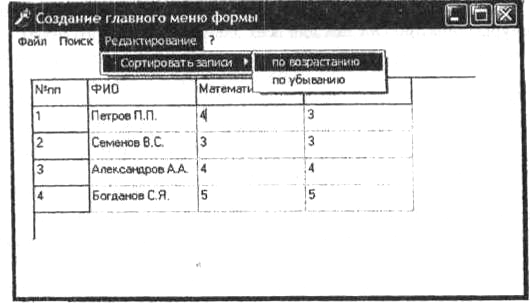 Создание главного меню формы
Файл Поиск Редактирование ?
Сортировать записи по возрастанию
по убыванию
№пп ФИО Математи
1 Петров П.П. 4 3
2 Семенов В.С. 3 3
3 Александров А.А. 4 4
4 Богданов С.Я. 5 5